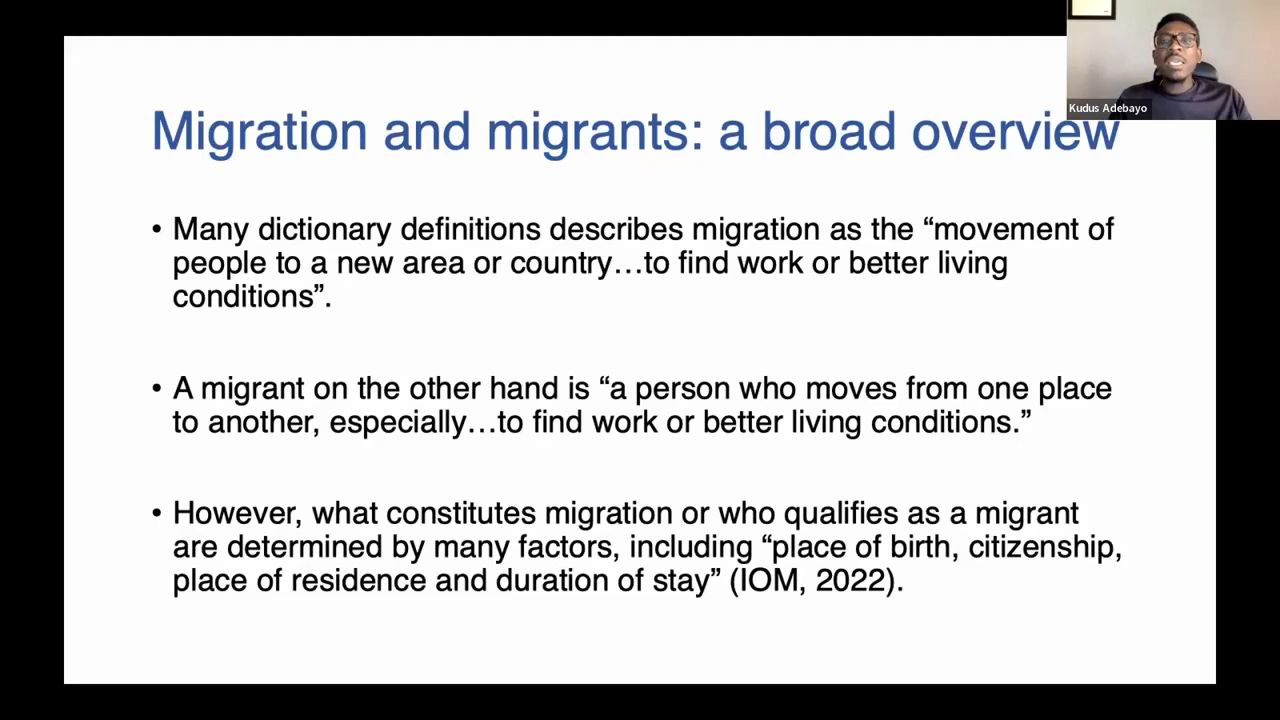 Kudus Adebayo
Migration and migrants: a broad overview
• Many dictionary definitions describes migration as the “movement of
people to a new area or country…to find work or better living
conditions”.
• A migrant on the other hand is “a person who moves from one place
to another, especially…to find work or better living conditions.”
• However, what constitutes migration or who qualifies as a migrant
are determined by many factors, including “place of birth, citizenship,
place of residence and duration of stay” (IOM, 2022).